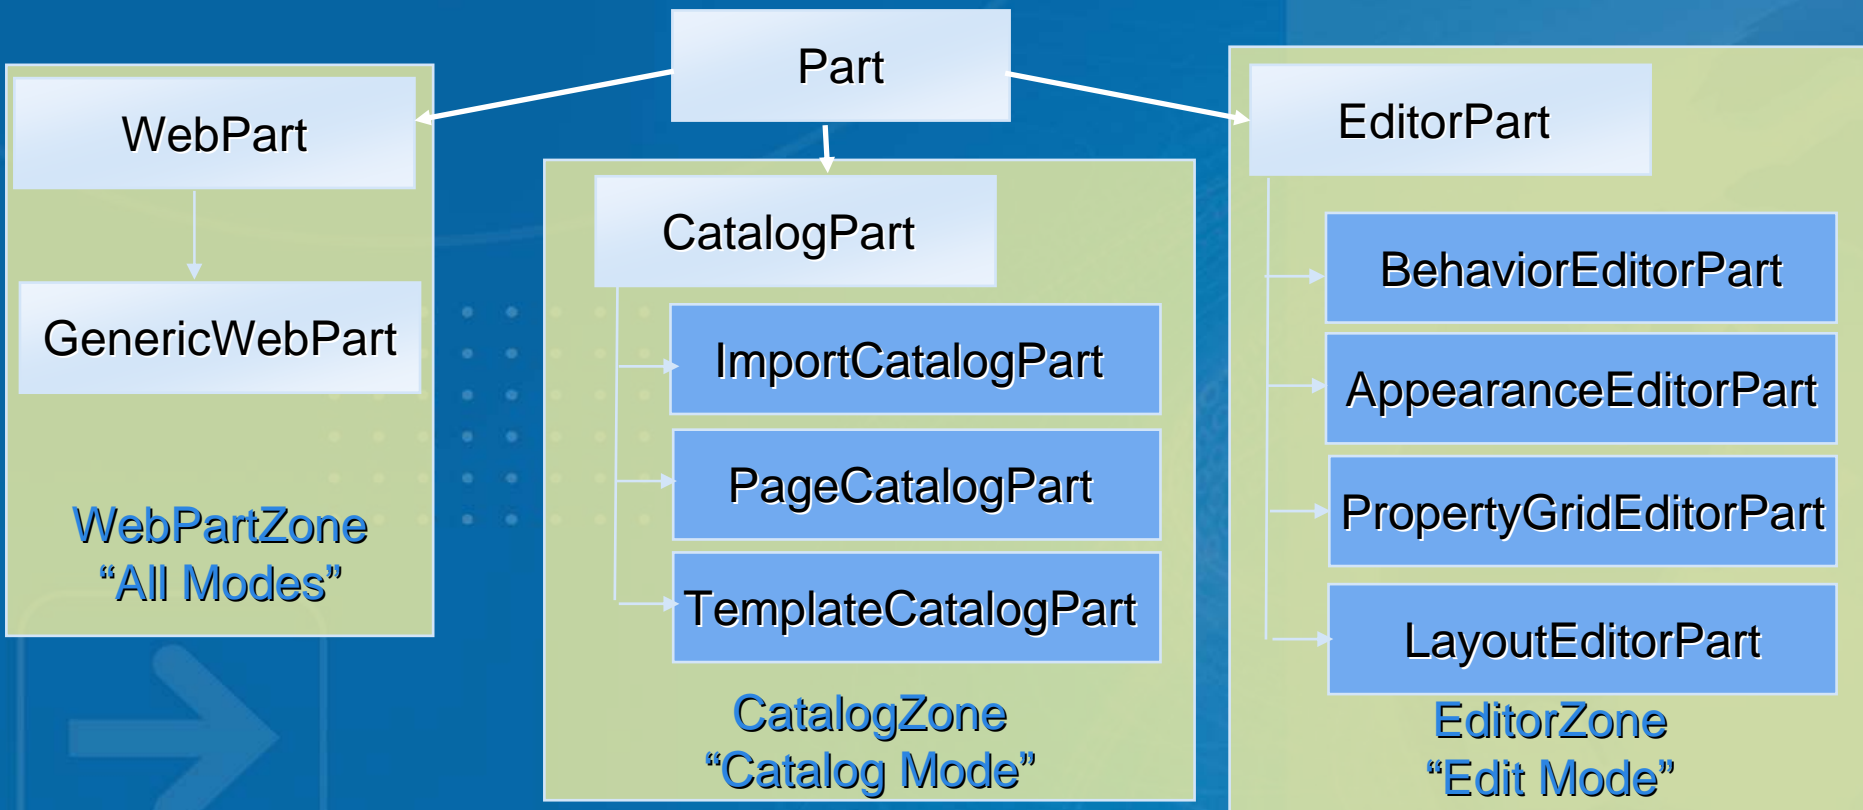 Part
WebPart
GenericWebPart
WebPartZone
“All Modes”
CatalogPart
ImportCatalogPart
PageCatalogPart
TemplateCatalogPart
CatalogZone
“Catalog Mode”
EditorPart
BehaviorEditorPart
AppearanceEditorPart
PropertyGridEditorPart
LayoutEditorPart
EditorZone
“Edit Mode”